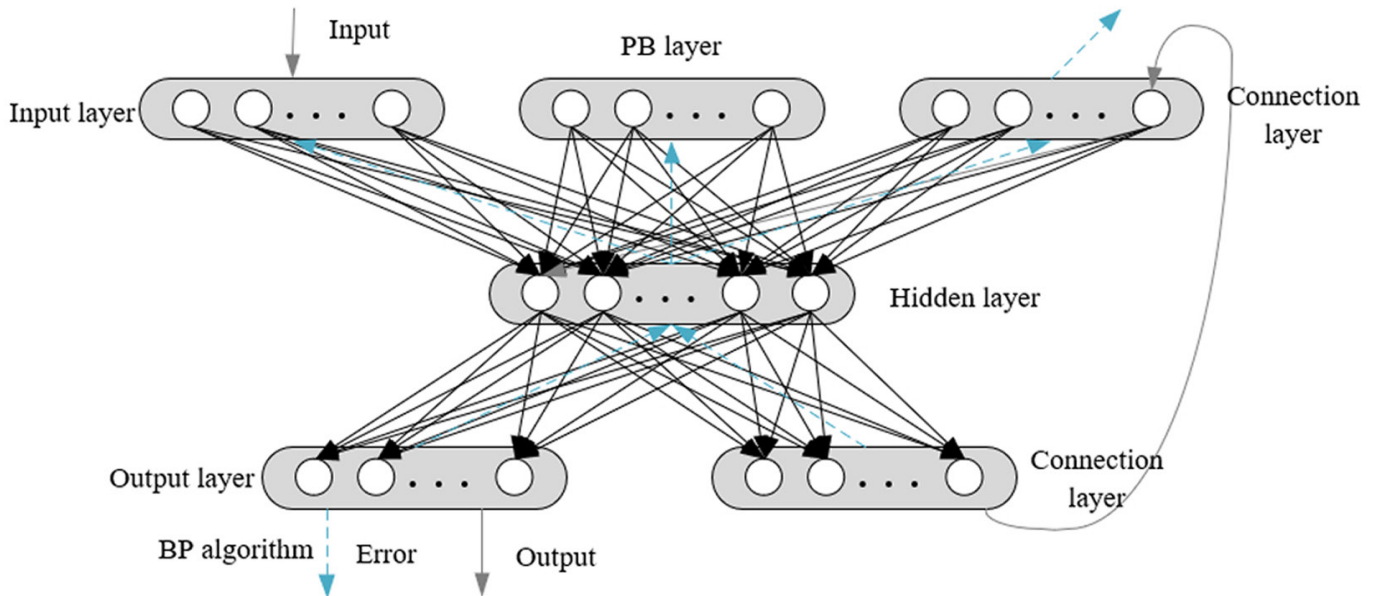 Input
PB layer
Input layer
Connection
layer
Hidden layer
Output layer
Connection
layer
BP algorithm
Error
Output